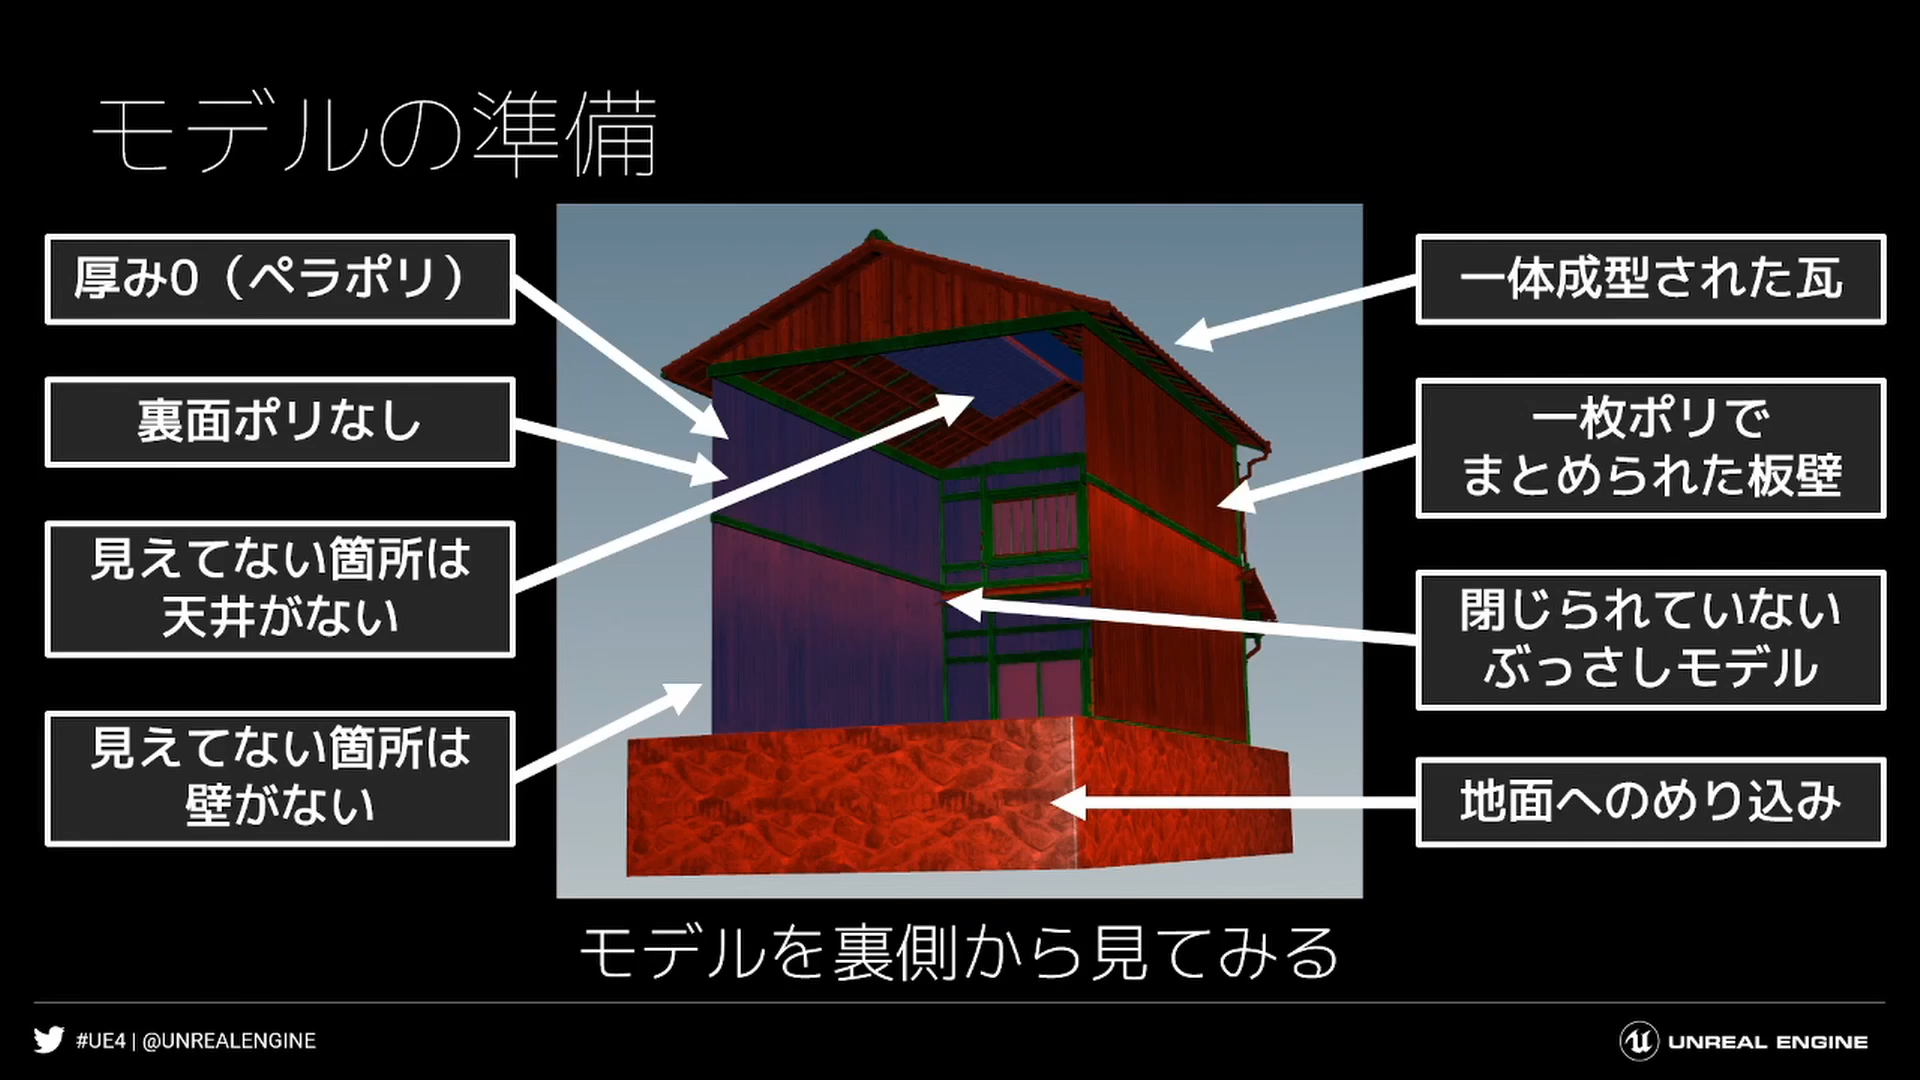 モデルの準備
厚み0（ペラポリ）
裏面ポリなし
見えてない箇所は
天井がない
見えてない箇所は
壁がない
一体成型された瓦
一枚ポリで
まとめられた板壁
閉じられていない
ぶっさしモデル
地面へのめり込み
モデルを裏側から見てみる
#UE4 | @UNREALENGINE
UNREAL ENGINE